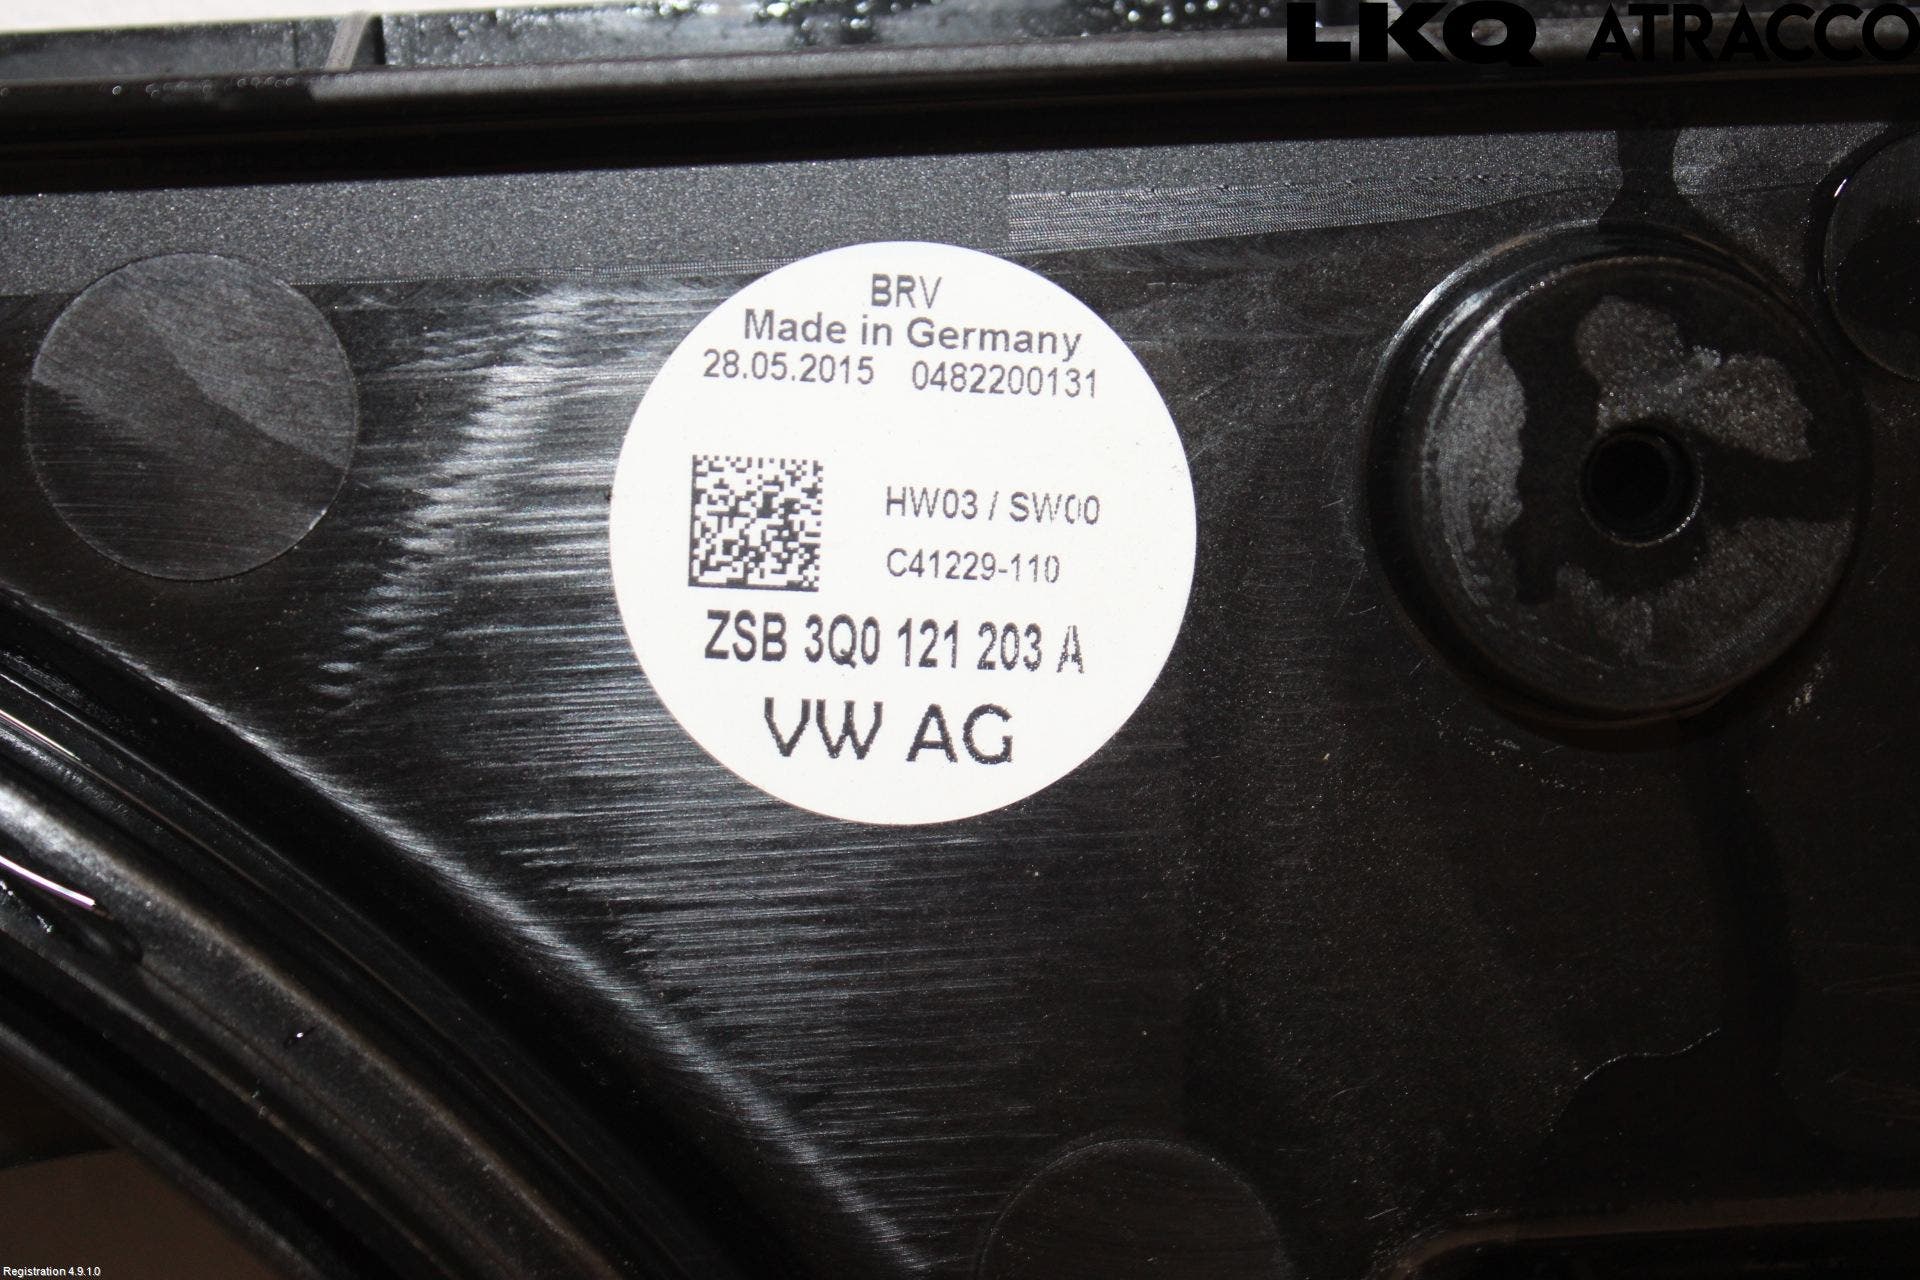 LKQ ATRACCO
BRV
Made in Germany
28.05.2015 0482200131
HW03 / SW00
C41229-110
ZSB 3Q0 121 203 A
VW AG
Registration 4.9.1.0